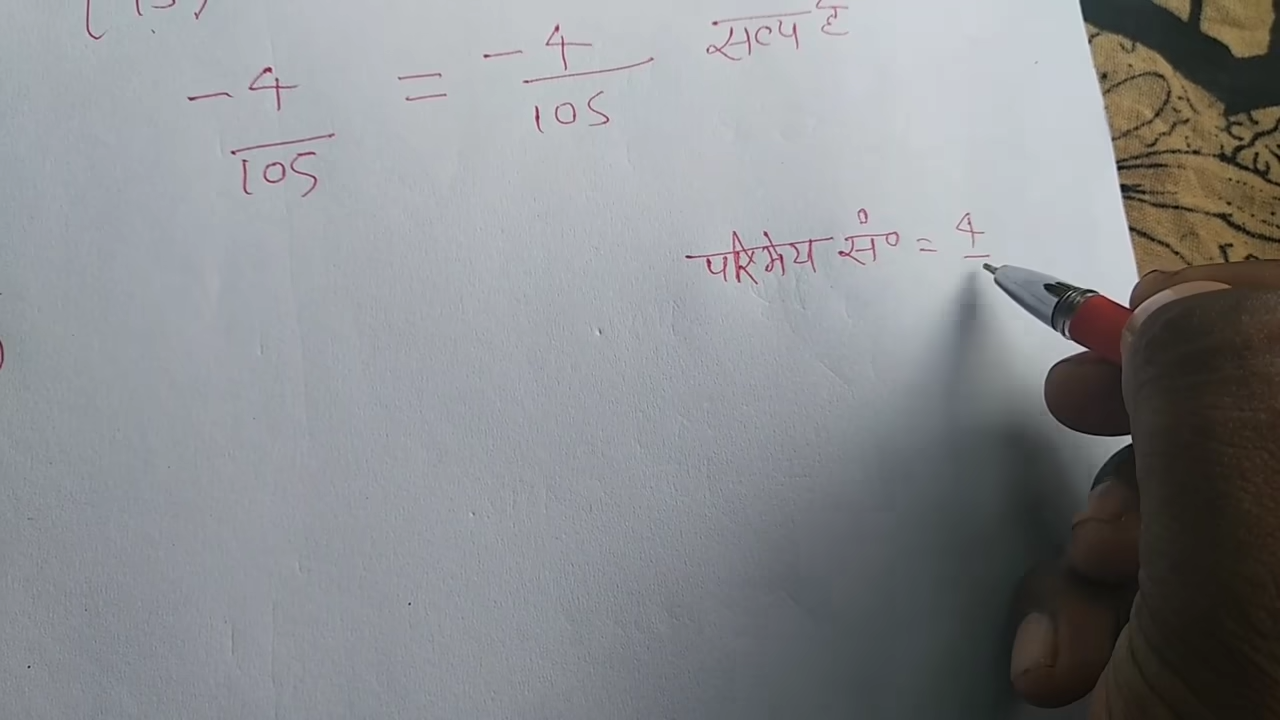 -4/105 = -4/105 सत्य है
परिमेय सं० = 4